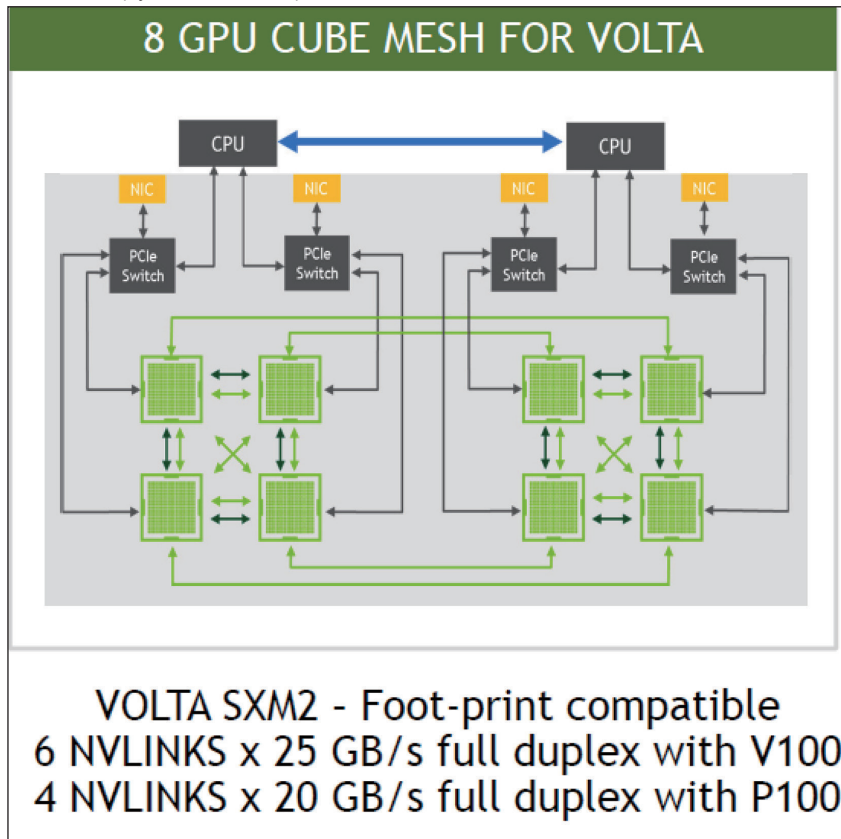 8 GPU CUBE MESH FOR VOLTA
CPU
CPU
NIC
NIC
NIC
NIC
PCIe
Switch
PCIe
Switch
PCIe
Switch
PCIe
Switch
VOLTA SXM2 - Foot-print compatible
6 NVLINKS x 25 GB/s full duplex with V100
4 NVLINKS x 20 GB/s full duplex with P100